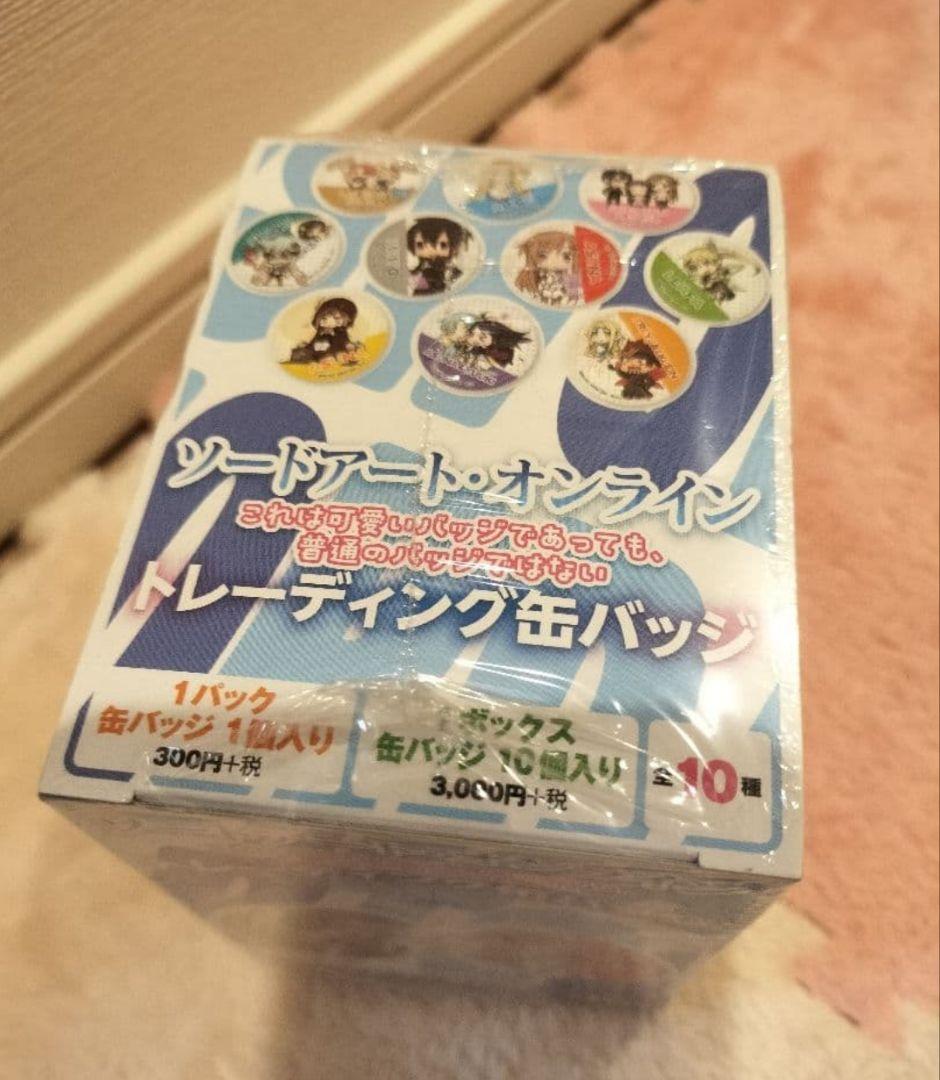 ソードアート・オンライン
これは可愛いバッジであっても、
普通のバッジではない
トレーディング缶バッジ
1パック
缶バッジ 1個入り
300円+税
1ボックス
缶バッジ 10個入り
3,000円+税
全10種